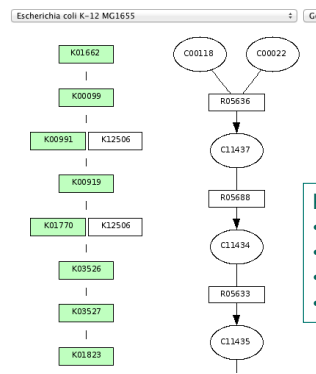 Escherichia coli K-12 MG1655
K01662
K00099
K00991 K12506
K00919
K01770 K12506
K03526
K03527
K01823
C00118 C00022
R05636
C11437
R05688
C11434
R05633
C11435